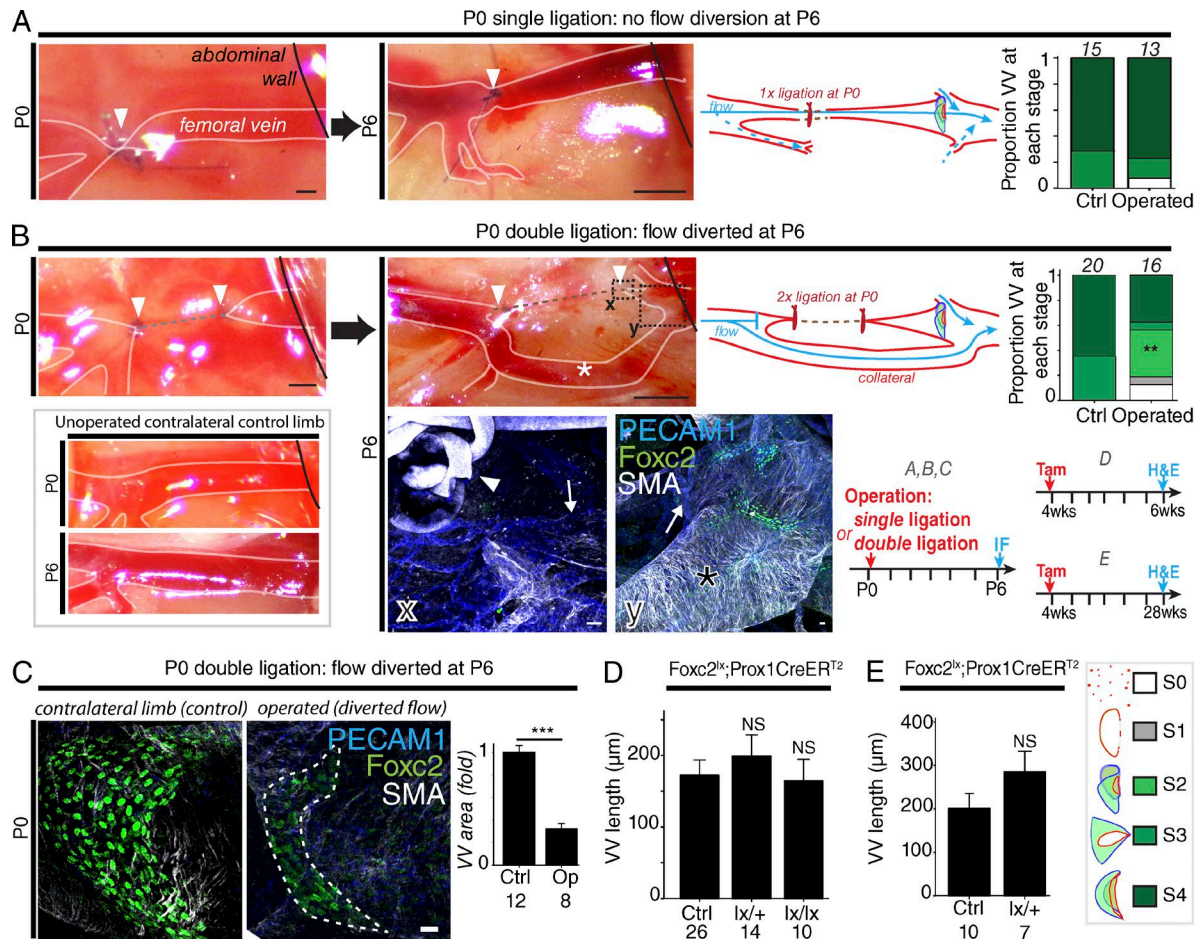 A
P0 single ligation: no flow diversion at P6
P0
abdominal
wall
femoral vein
P6
1x ligation at P0
flow
Proportion VV at
each stage
1
0
15
13
Ctrl
Operated
B
P0 double ligation: flow diverted at P6
P0
P6
x
y
*
2x ligation at P0
flow
collateral
Proportion VV at
each stage
1
0
20
16
**
Ctrl
Operated
Unoperated contralateral control limb
P0
P6
x
PECAM1
Foxc2
SMA
*
y
A,B,C
Operation:
single ligation
or double ligation
IF
P0
P6
D
Tam
H&E
4wks
6wks
E
Tam
H&E
4wks
28wks
C
P0 double ligation: flow diverted at P6
contralateral limb (control)
operated (diverted flow)
P0
PECAM1
Foxc2
SMA
VV area (fold)
1
0
***
Ctrl
Op
12
8
D
Foxc2lx;Prox1CreERT2
VV length (µm)
200
100
0
NS
NS
Ctrl
lx/+
lx/lx
26
14
10
E
Foxc2lx;Prox1CreERT2
VV length (µm)
400
300
200
100
0
NS
Ctrl
lx/+
10
7
S0
S1
S2
S3
S4